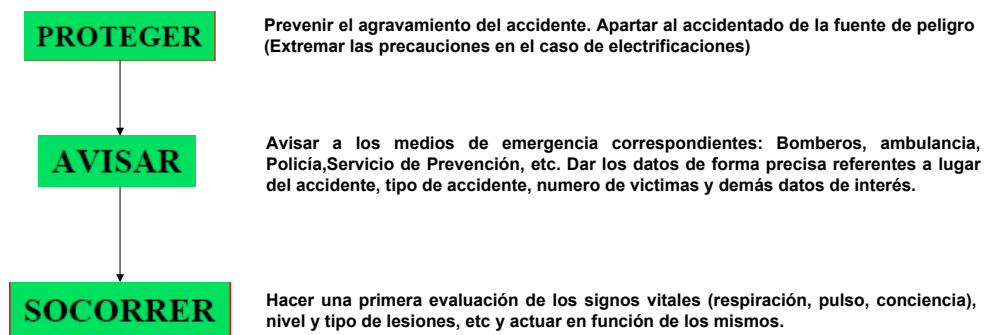 PROTEGER
Prevenir el agravamiento del accidente. Apartar al accidentado de la fuente de peligro
(Extremar las precauciones en el caso de electrificaciones)
AVISAR
Avisar a los medios de emergencia correspondientes: Bomberos, ambulancia,
Policía,Servicio de Prevención, etc. Dar los datos de forma precisa referentes a lugar
del accidente, tipo de accidente, numero de victimas y demás datos de interés.
SOCORRER
Hacer una primera evaluación de los signos vitales (respiración, pulso, conciencia),
nivel y tipo de lesiones, etc y actuar en función de los mismos.